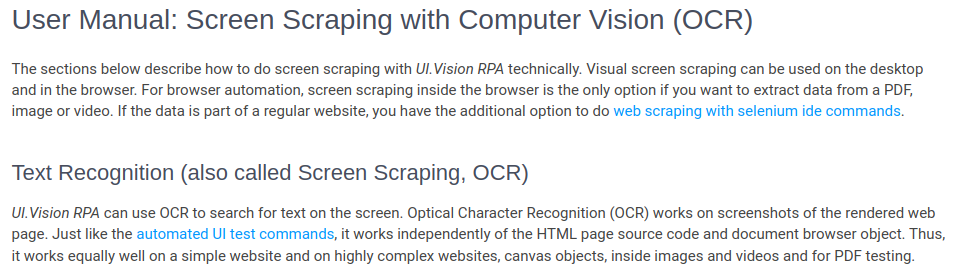 User Manual: Screen Scraping with Computer Vision (OCR)
The sections below describe how to do screen scraping with UI.Vision RPA technically. Visual screen scraping can be used on the desktop
and in the browser. For browser automation, screen scraping inside the browser is the only option if you want to extract data from a PDF,
image or video. If the data is part of a regular website, you have the additional option to do web scraping with selenium ide commands.
Text Recognition (also called Screen Scraping, OCR)
UI.Vision RPA can use OCR to search for text on the screen. Optical Character Recognition (OCR) works on screenshots of the rendered web
page. Just like the automated UI test commands, it works independently of the HTML page source code and document browser object. Thus,
it works equally well on a simple website and on highly complex websites, canvas objects, inside images and videos and for PDF testing.